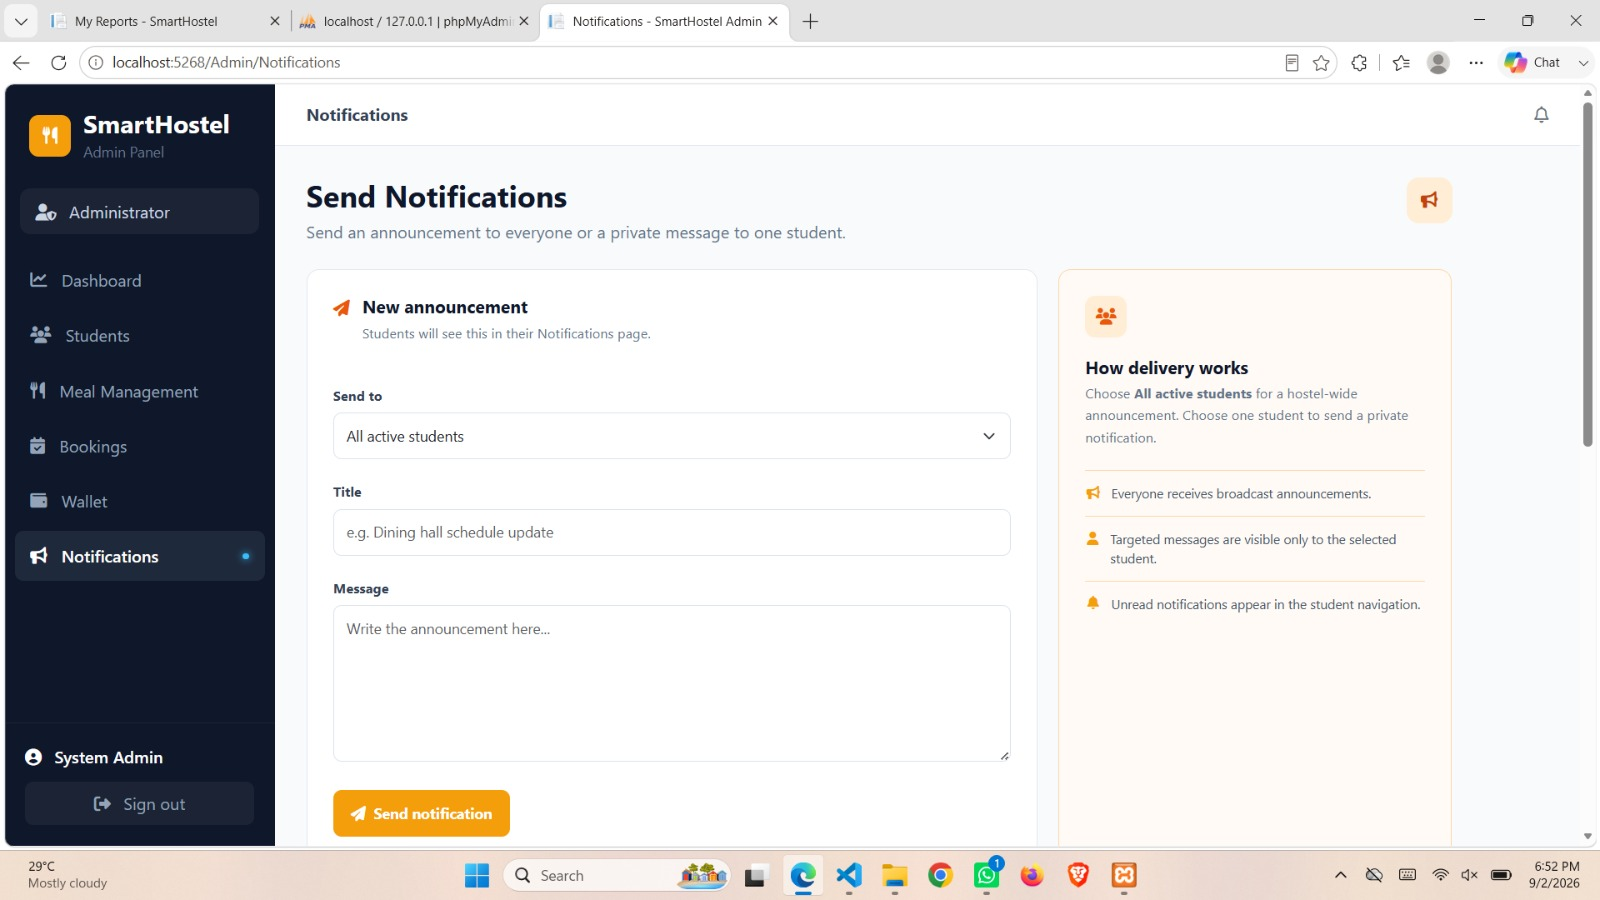 My Reports - SmartHostel
localhost / 127.0.0.1 | phpMyAdmin
Notifications - SmartHostel Admin
localhost:5268/Admin/Notifications
Chat
SmartHostel
Admin Panel
Administrator
Dashboard
Students
Meal Management
Bookings
Wallet
Notifications
System Admin
Sign out
Notifications
Send Notifications
Send an announcement to everyone or a private message to one student.
New announcement
Students will see this in their Notifications page.
Send to
All active students
Title
e.g. Dining hall schedule update
Message
Write the announcement here...
Send notification
How delivery works
Choose All active students for a hostel-wide
announcement. Choose one student to send a private
notification.
Everyone receives broadcast announcements.
Targeted messages are visible only to the selected
student.
Unread notifications appear in the student navigation.
29°C
Mostly cloudy
Search
1
6:52 PM
9/2/2026